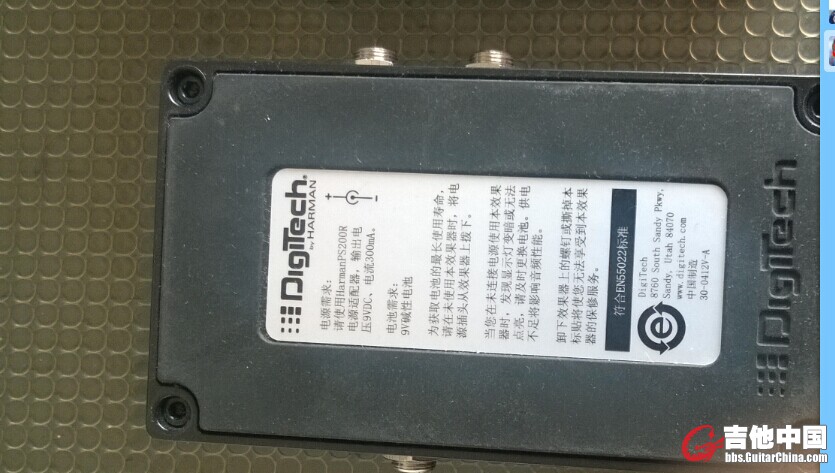 DigiTech®
by HARMAN
电源需求：
请使用HarmanPS200R
电源适配器，输出电
压9VDC、电流300mA。
电池需求：
9V碱性电池
为获取电池的最长使用寿命，
请在未使用本效果器时，将电
源插头从效果器上拨下。
当您在未连接电源使用本效果
器时，发现显示灯变暗或无法
点亮，请及时更换电池。供电
不足将影响音频性能。
卸下效果器上的螺钉或撕掉本
标贴将使您无法享受到本效果
器的保修服务。
符合EN55022标准
DigiTech
8760 South Sandy Pkwy.
Sandy, Utah 84070
www.digitech.com
中国制造
30-0412V-A
DigiTech
吉他中国
bbs.GuitarChina.com